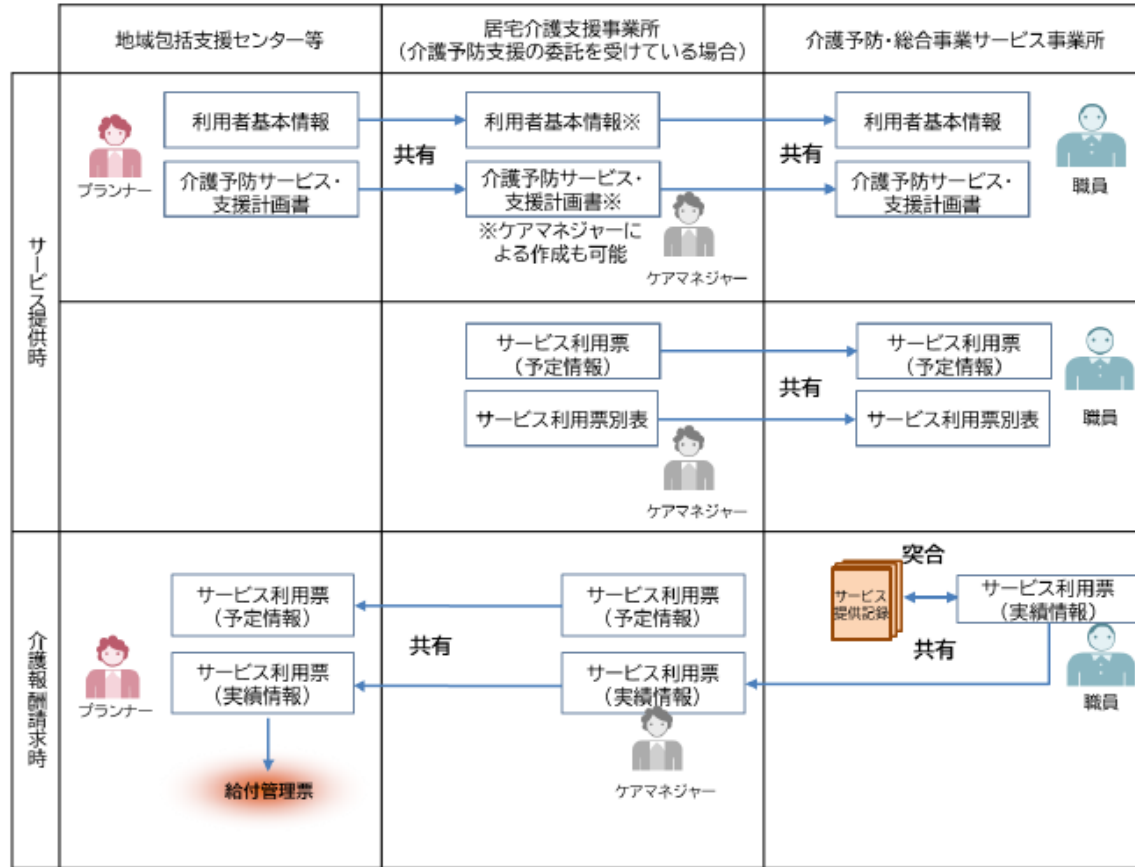 地域包括支援センター等
居宅介護支援事業所
(介護予防支援の委託を受けている場合)
介護予防・総合事業サービス事業所
サービス提供時
プランナー
利用者基本情報
介護予防サービス・
支援計画書
共有
利用者基本情報※
介護予防サービス・
支援計画書※
※ケアマネジャーに
よる作成も可能
ケアマネジャー
共有
利用者基本情報
介護予防サービス・
支援計画書
職員
サービス利用票
(予定情報)
サービス利用票別表
ケアマネジャー
共有
サービス利用票
(予定情報)
サービス利用票別表
職員
介護報酬請求時
プランナー
サービス利用票
(予定情報)
サービス利用票
(実績情報)
給付管理票
共有
サービス利用票
(予定情報)
サービス利用票
(実績情報)
ケアマネジャー
突合
サービス
提供記録
サービス利用票
(実績情報)
共有
職員